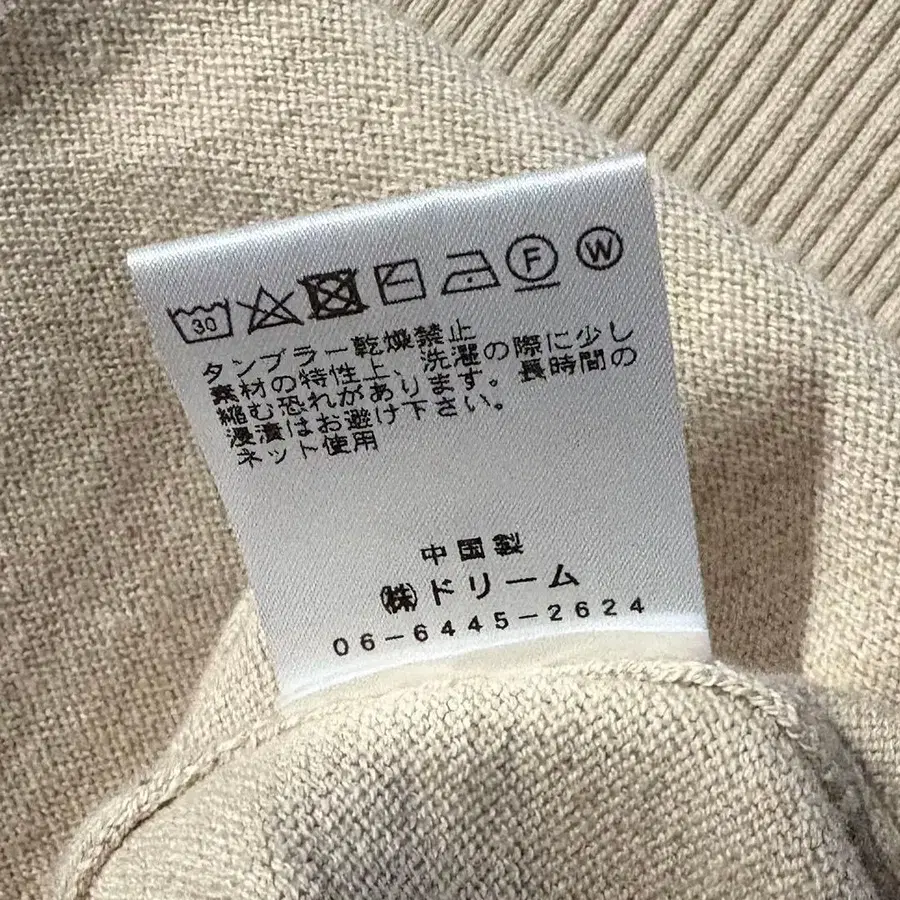 30 F W
タンブラー乾燥禁止
素材の特性上、洗濯の際に少し
縮む恐れがあります。長時間の
浸漬はお避け下さい。
ネット使用
中国製
㈱ドリーム
06-6445-2624